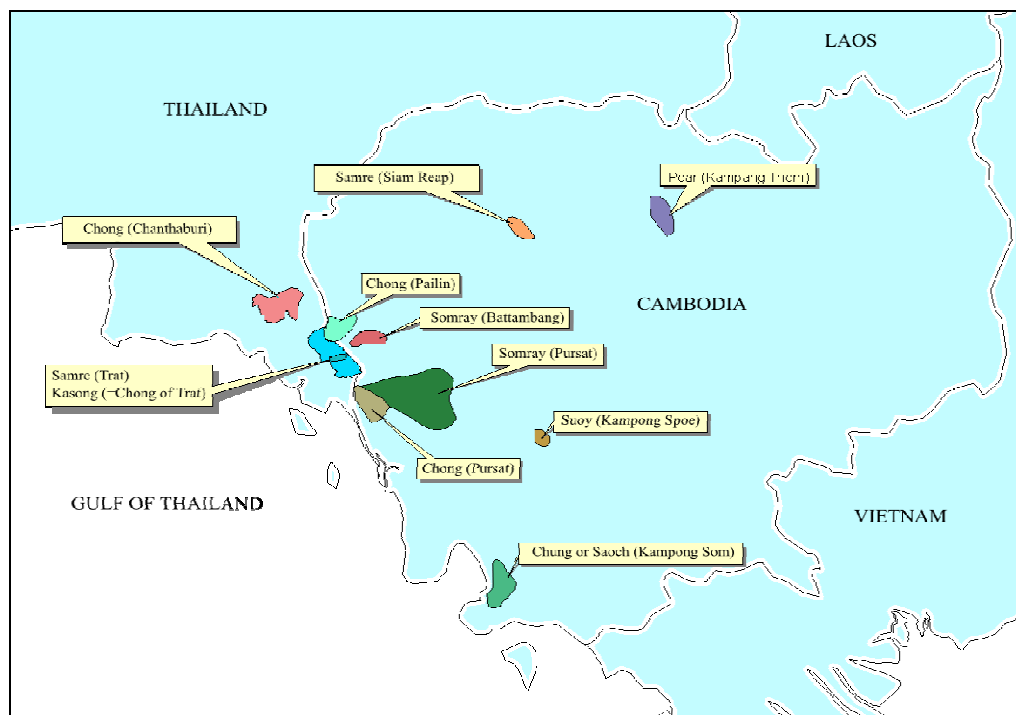 LAOS
THAILAND
Samre (Siam Reap)
Pear (Kampang Thom)
Chong (Chanthaburi)
Chong (Pailin)
CAMBODIA
Somray (Battambang)
Somray (Pursat)
Samre (Trat)
Kasong (=Chong of Trat)
Suoy (Kampong Spoe)
Chong (Pursat)
GULF OF THAILAND
VIETNAM
Chung or Saoch (Kampong Som)